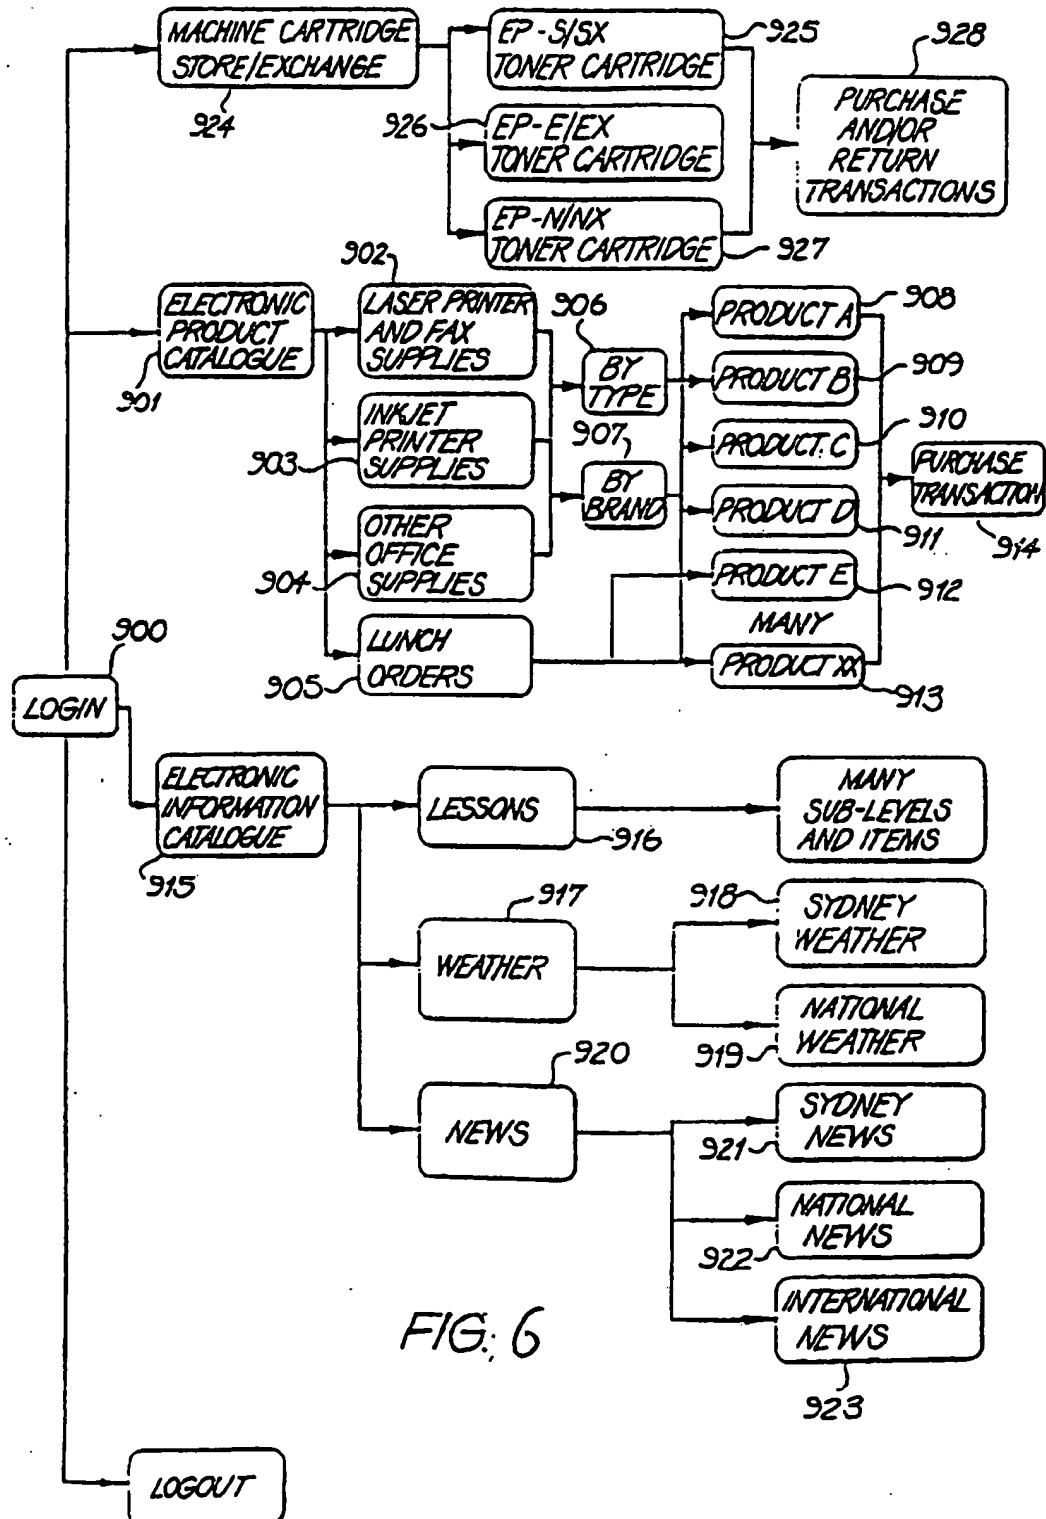 MACHINE CARTRIDGE
STORE/EXCHANGE
924
EP-S/SX
TONER CARTRIDGE
925
926
EP-E/EX
TONER CARTRIDGE
EP-N/NX
TONER CARTRIDGE
927
928
PURCHASE
AND/OR
RETURN
TRANSACTIONS
ELECTRONIC
PRODUCT
CATALOGUE
901
902
LASER PRINTER
AND FAX
SUPPLIES
INKJET
PRINTER
SUPPLIES
903
OTHER
OFFICE
SUPPLIES
904
LUNCH
ORDERS
905
906
BY
TYPE
907
BY
BRAND
PRODUCT A
908
PRODUCT B
909
PRODUCT C
910
PRODUCT D
911
PRODUCT E
912
MANY
PRODUCT XX
913
PURCHASE
TRANSACTION
914
900
LOGIN
ELECTRONIC
INFORMATION
CATALOGUE
915
LESSONS
916
MANY
SUB-LEVELS
AND ITEMS
917
WEATHER
918
SYDNEY
WEATHER
NATIONAL
WEATHER
919
920
NEWS
SYDNEY
NEWS
921
NATIONAL
NEWS
922
INTERNATIONAL
NEWS
923
FIG. 6
LOGOUT